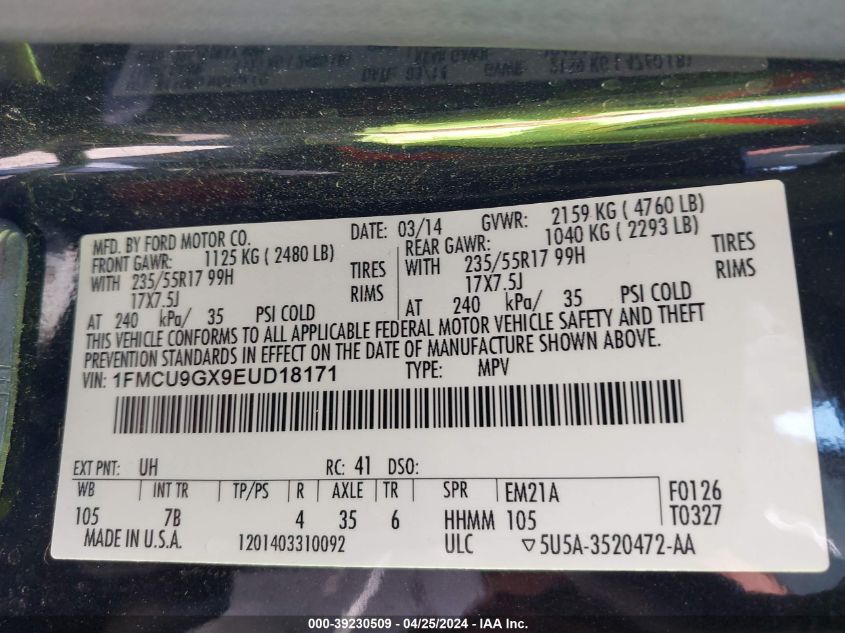 MFD. BY FORD MOTOR CO.
DATE: 03/14 GVWR: 2159 KG ( 4760 LB)
FRONT GAWR: 1125 KG ( 2480 LB) REAR GAWR: 1040 KG ( 2293 LB)
WITH 235/55R17 99H TIRES WITH 235/55R17 99H TIRES
17X7.5J RIMS 17X7.5J RIMS
AT 240 kPa/ 35 PSI COLD AT 240 kPa/ 35 PSI COLD
THIS VEHICLE CONFORMS TO ALL APPLICABLE FEDERAL MOTOR VEHICLE SAFETY AND THEFT
PREVENTION STANDARDS IN EFFECT ON THE DATE OF MANUFACTURE SHOWN ABOVE.
VIN: 1FMCU9GX9EUD18171 TYPE: MPV
EXT PNT: UH RC: 41 DSO:
WB INT TR TP/PS R AXLE TR SPR EM21A F0126
105 7B 4 35 6 HHMM 105 T0327
MADE IN U.S.A. 1201403310092 ULC ▽5U5A-3520472-AA
000-39230509 - 04/25/2024 - IAA Inc.